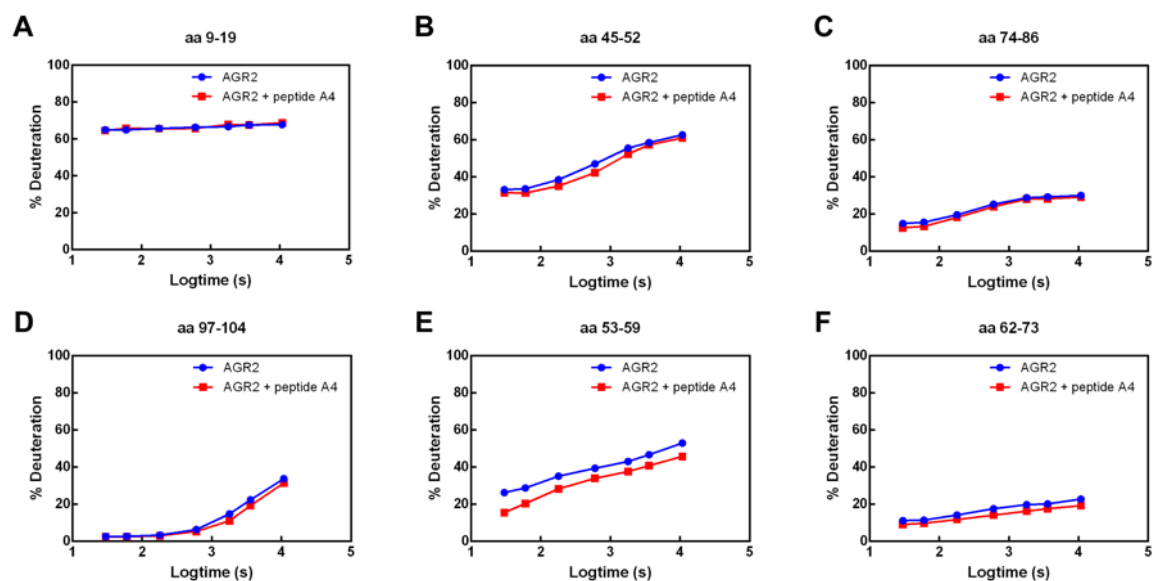 A
aa 9-19
100
80
60
40
20
0
% Deuteration
AGR2
AGR2 + peptide A4
1 2 3 4 5
Logtime (s)
B
aa 45-52
100
80
60
40
20
0
% Deuteration
AGR2
AGR2 + peptide A4
1 2 3 4 5
Logtime (s)
C
aa 74-86
100
80
60
40
20
0
% Deuteration
AGR2
AGR2 + peptide A4
1 2 3 4 5
Logtime (s)
D
aa 97-104
100
80
60
40
20
0
% Deuteration
AGR2
AGR2 + peptide A4
1 2 3 4 5
Logtime (s)
E
aa 53-59
100
80
60
40
20
0
% Deuteration
AGR2
AGR2 + peptide A4
1 2 3 4 5
Logtime (s)
F
aa 62-73
100
80
60
40
20
0
% Deuteration
AGR2
AGR2 + peptide A4
1 2 3 4 5
Logtime (s)